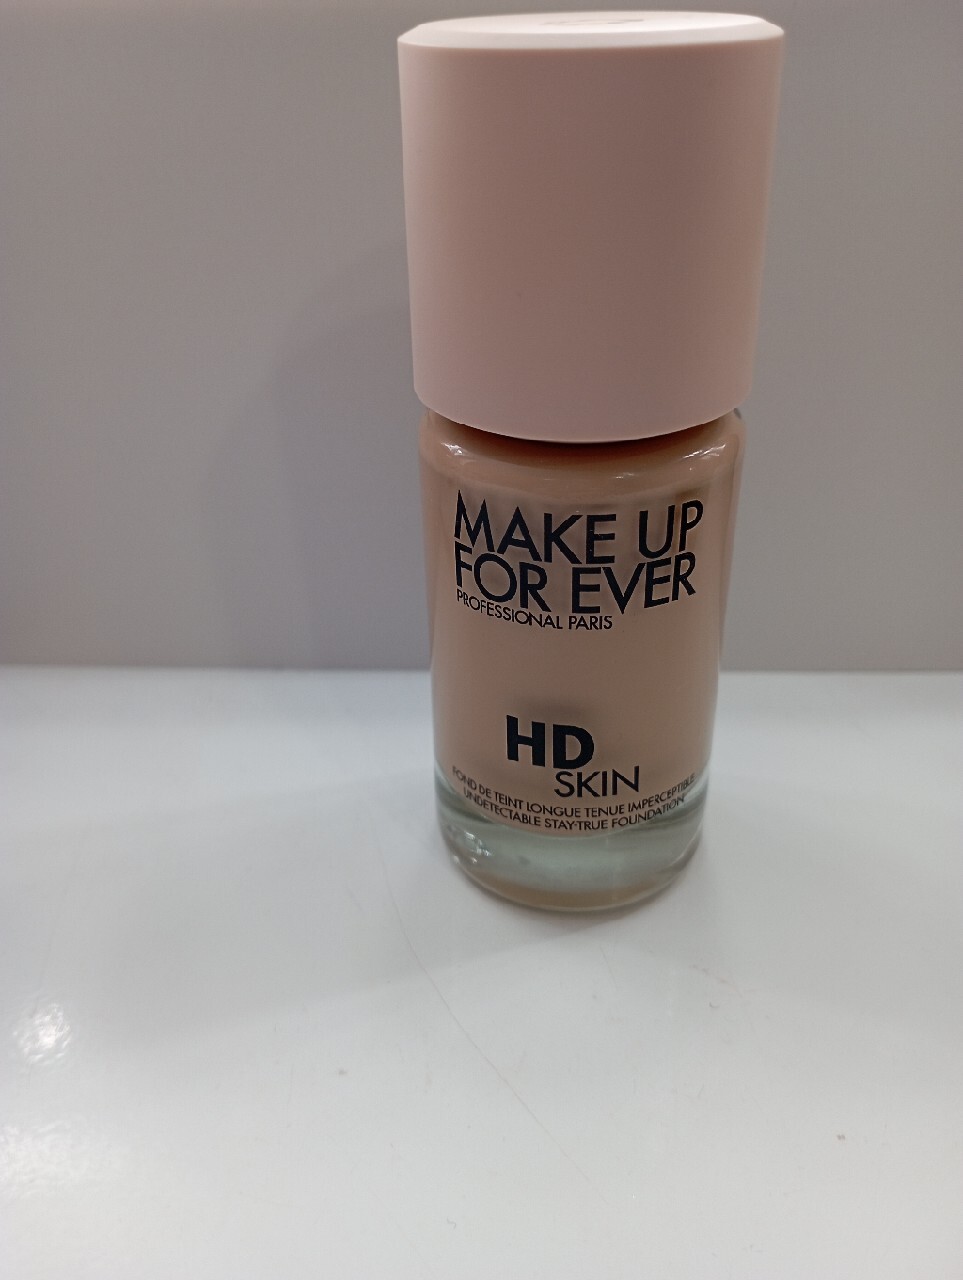 MAKE UP
FOR EVER
PROFESSIONAL PARIS
HD
SKIN
FOND DE TEINT LONGUE TENUE IMPERCEPTIBLE
UNDETECTABLE STAY-TRUE FOUNDATION